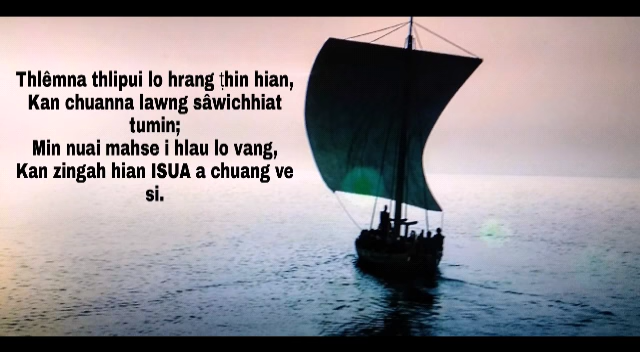 Thlêmna thlipui lo hrang ṭhin hian,
Kan chuanna lawng sâwichhiat
tumin;
Min nuai mahse i hlau lo vang,
Kan zingah hian ISUA a chuang ve
si.